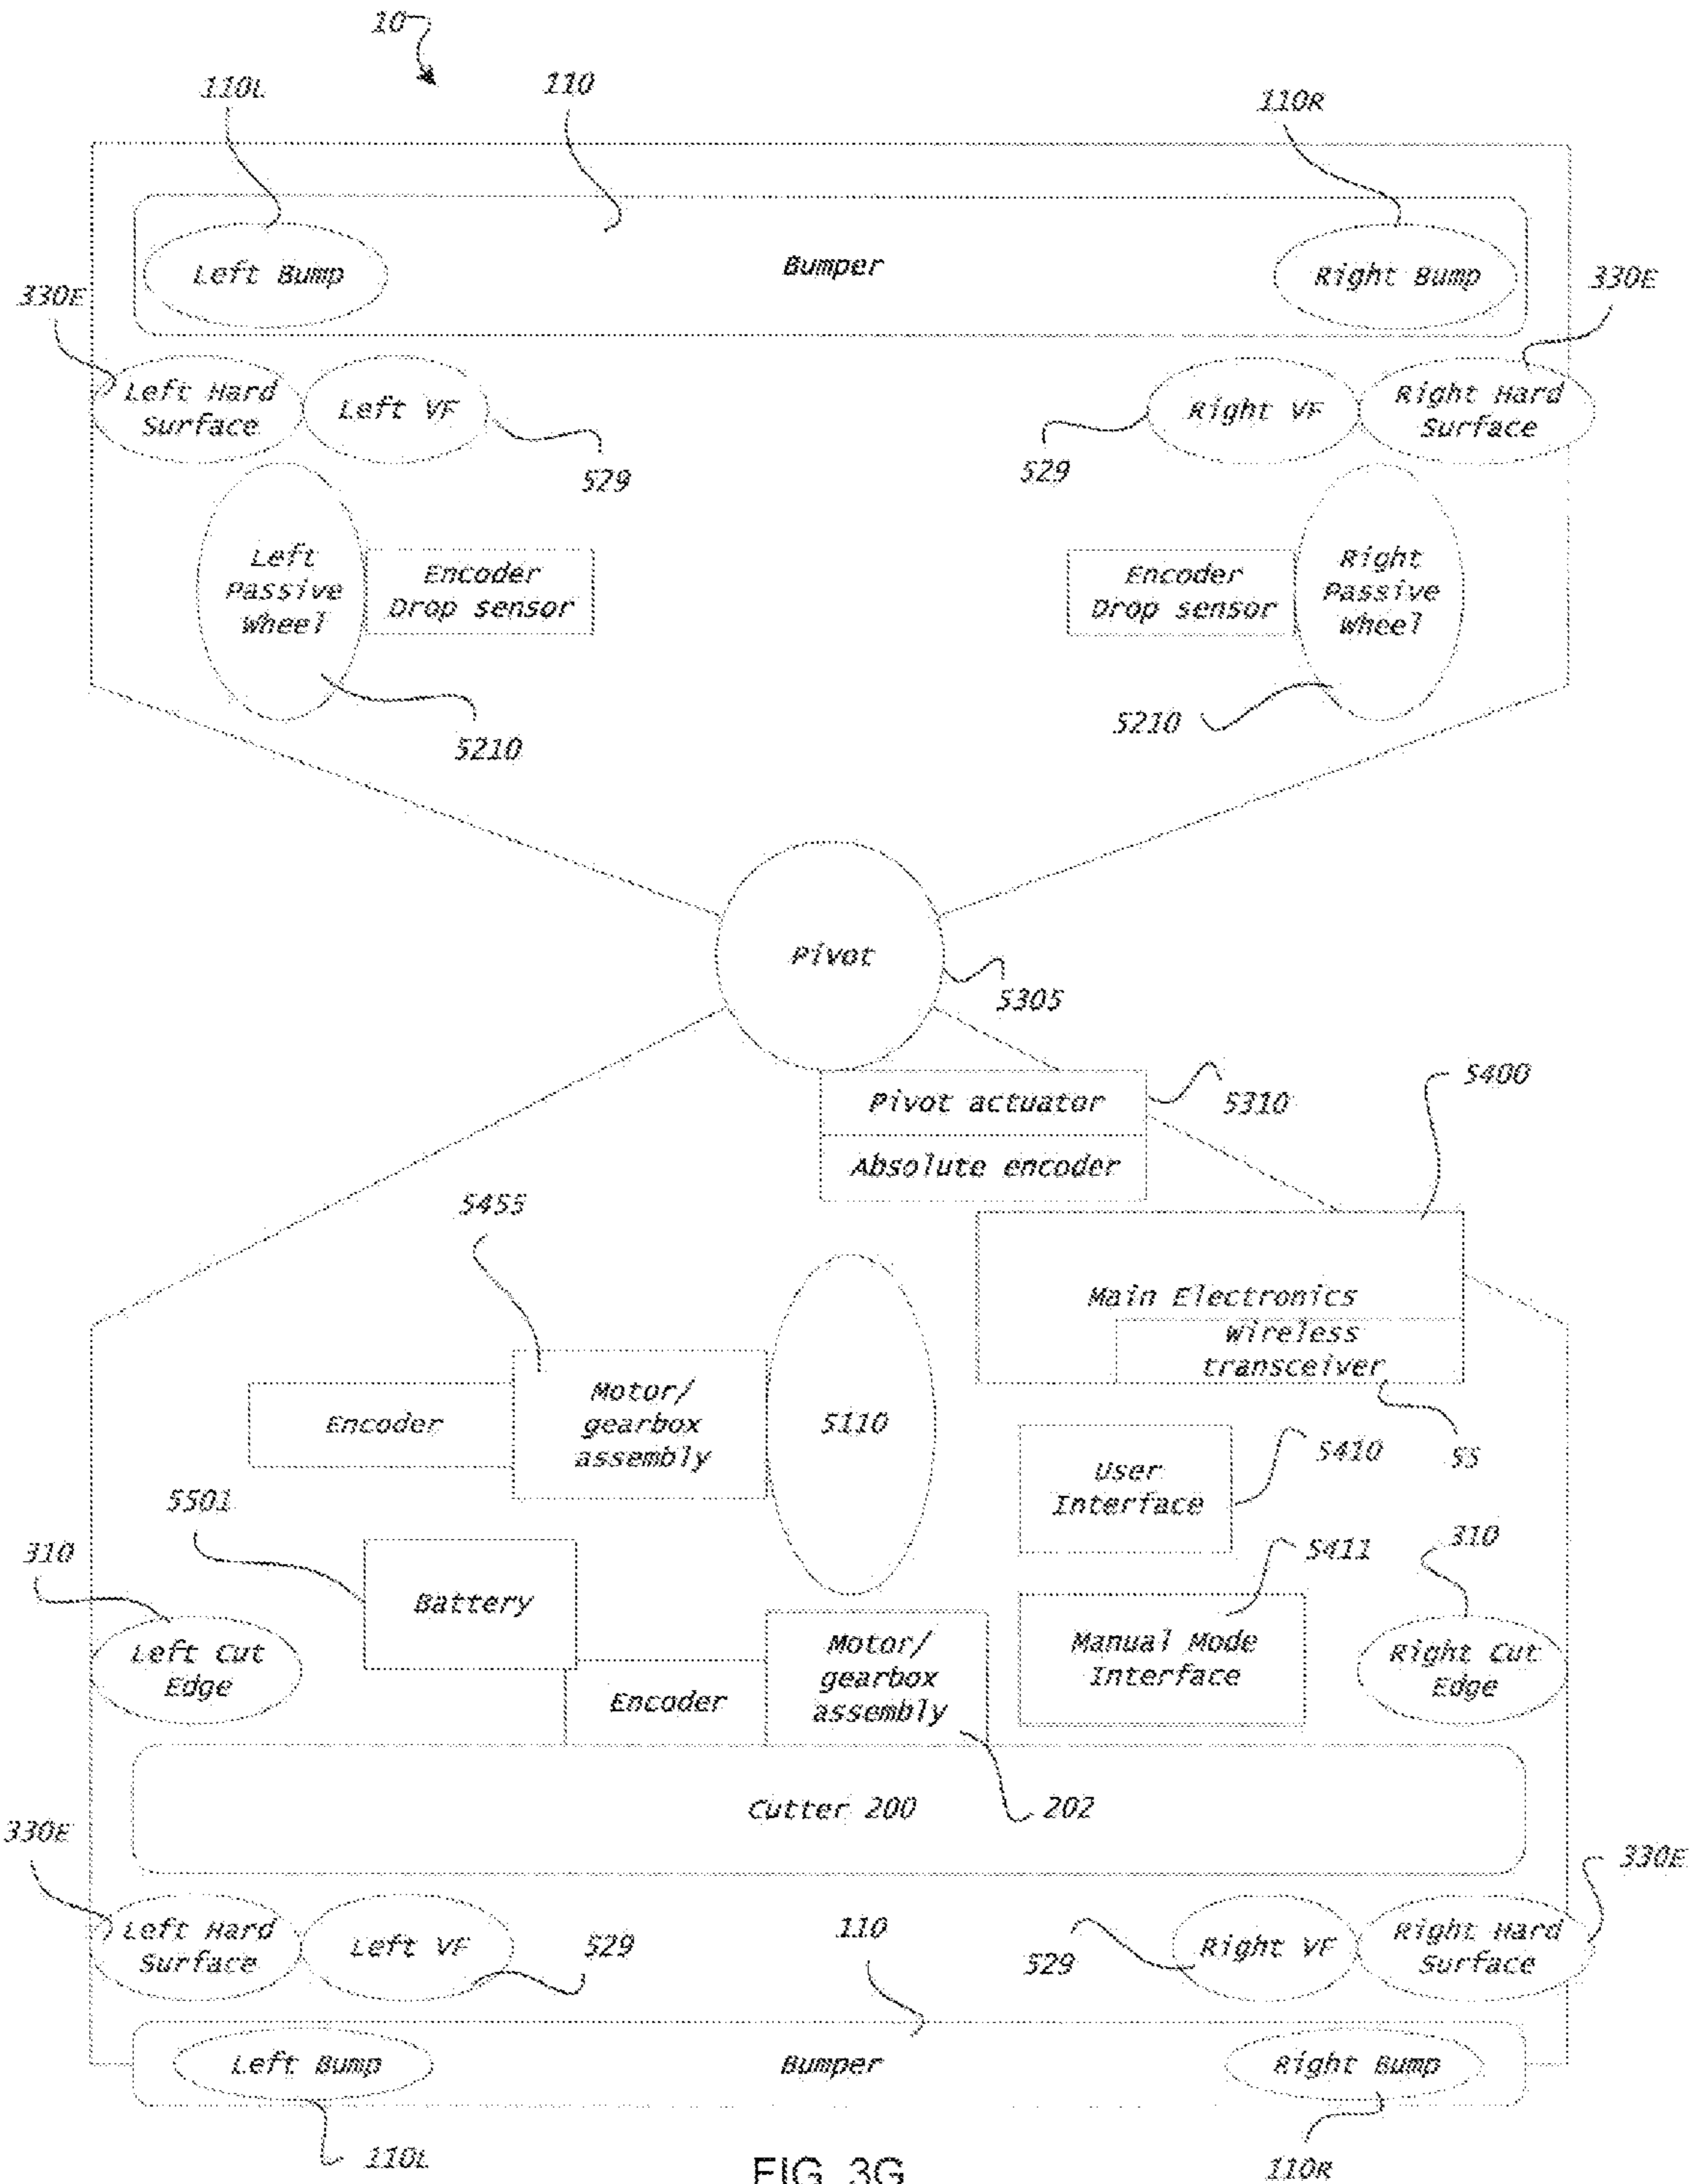 10
110L
110
110R
Left Bump
Bumper
Right Bump
330E
330E
Left Hard
Surface
Left VF
Right VF
Right Hard
Surface
529
529
Left
Passive
Wheel
Encoder
Drop sensor
Encoder
Drop sensor
Right
Passive
Wheel
5210
5210
Pivot
5305
Pivot actuator
5310
5400
Absolute encoder
5455
Main Electronics
Wireless
transceiver
Encoder
Motor/
gearbox
assembly
5110
User
Interface
5410
55
5501
310
Battery
5411
310
Left Cut
Edge
Encoder
Motor/
gearbox
assembly
Manual Mode
Interface
Right Cut
Edge
Cutter 200
202
330E
330E
Left Hard
Surface
Left VF
529
110
529
Right VF
Right Hard
Surface
Left Bump
Bumper
Right Bump
110L
110R
FIG. 3G